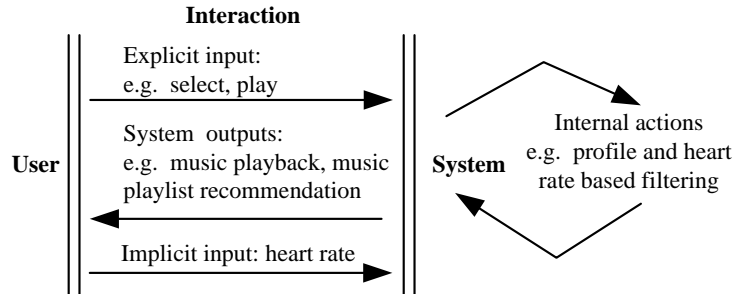 Interaction
Explicit input:
e.g. select, play
System outputs:
e.g. music playback, music
playlist recommendation
Implicit input: heart rate
User
System
Internal actions
e.g. profile and heart
rate based filtering